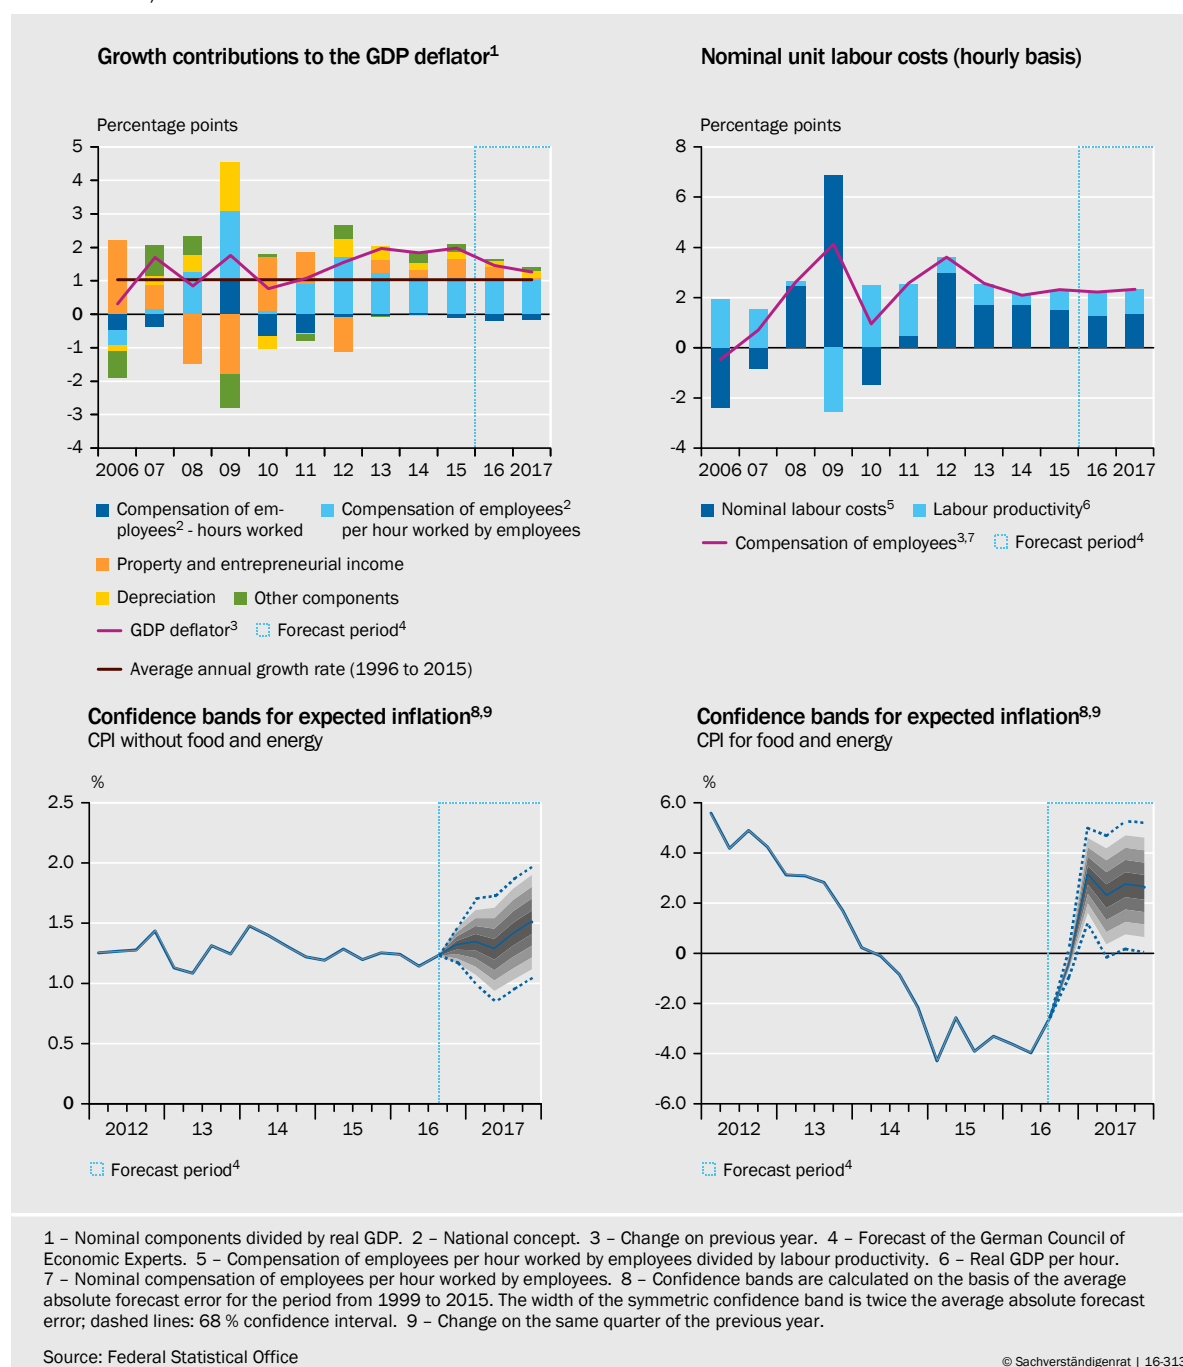 Growth contributions to the GDP deflator1
Percentage points
5
4
3
2
1
0
-1
-2
-3
-4
2006 07 08 09 10 11 12 13 14 15 16 2017
Compensation of em-
ployees2 - hours worked
Compensation of employees2
per hour worked by employees
Property and entrepreneurial income
Depreciation Other components
GDP deflator3 Forecast period4
Average annual growth rate (1996 to 2015)
Nominal unit labour costs (hourly basis)
Percentage points
8
6
4
2
0
-2
-4
2006 07 08 09 10 11 12 13 14 15 16 2017
Nominal labour costs5 Labour productivity6
Compensation of employees3,7 Forecast period4
Confidence bands for expected inflation8,9
CPI without food and energy
%
2.5
2.0
1.5
1.0
0.5
0
2012 13 14 15 16 2017
Forecast period4
Confidence bands for expected inflation8,9
CPI for food and energy
%
6.0
4.0
2.0
0
-2.0
-4.0
-6.0
2012 13 14 15 16 2017
Forecast period4
1 – Nominal components divided by real GDP. 2 – National concept. 3 – Change on previous year. 4 – Forecast of the German Council of
Economic Experts. 5 – Compensation of employees per hour worked by employees divided by labour productivity. 6 – Real GDP per hour.
7 – Nominal compensation of employees per hour worked by employees. 8 – Confidence bands are calculated on the basis of the average
absolute forecast error for the period from 1999 to 2015. The width of the symmetric confidence band is twice the average absolute forecast
error; dashed lines: 68 % confidence interval. 9 – Change on the same quarter of the previous year.
Source: Federal Statistical Office
© Sachverständigenrat | 16-313